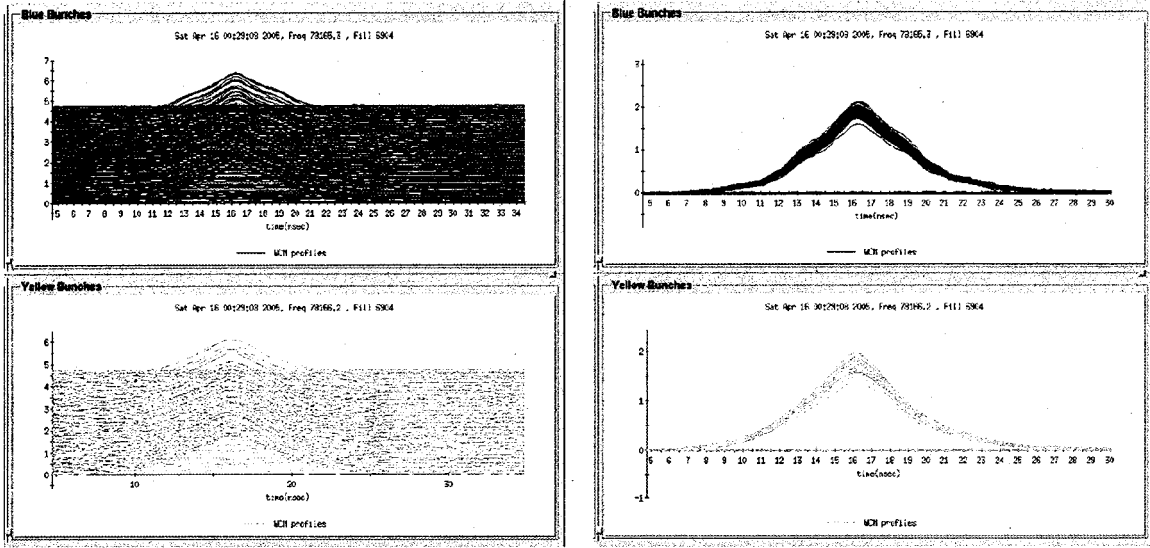 Blue Bunches
Sat Apr 16 00:29:03 2005, Freq 78165.3 , Fill 6904
7
6
5
4
3
2
1
0
5 6 7 8 9 10 11 12 13 14 15 16 17 18 19 20 21 22 23 24 25 26 27 28 29 30 31 32 33 34
time(nsec)
WCM profiles
Blue Bunches
Sat Apr 16 00:29:03 2005, Freq 78165.3 , Fill 6904
3
2
1
0
5 6 7 8 9 10 11 12 13 14 15 16 17 18 19 20 21 22 23 24 25 26 27 28 29 30
time(nsec)
WCM profiles
Yellow Bunches
Sat Apr 16 00:29:03 2005, Freq 78166.2 , Fill 6904
6
5
4
3
2
1
0
10 20 30
time(nsec)
WCM profiles
Yellow Bunches
Sat Apr 16 00:29:03 2005, Freq 78166.2 , Fill 6904
2
1
0
-1
5 6 7 8 9 10 11 12 13 14 15 16 17 18 19 20 21 22 23 24 25 26 27 28 29 30
time(nsec)
WCM profiles